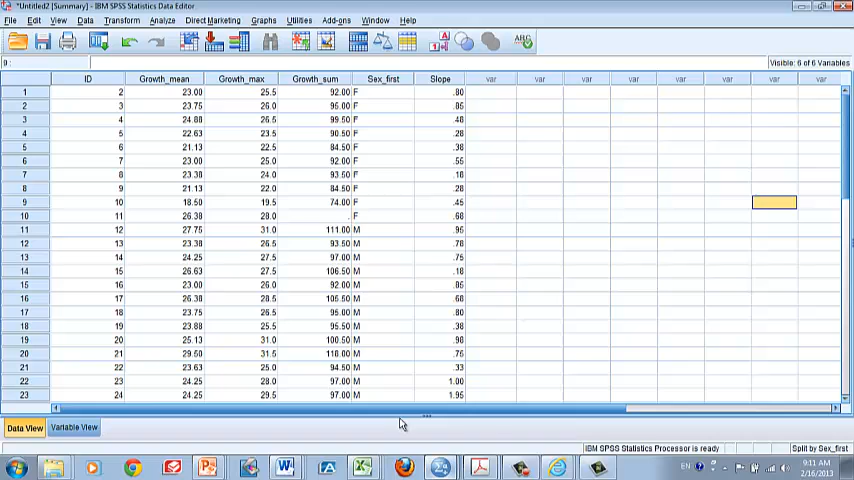 *Untitled2 [Summary] - IBM SPSS Statistics Data Editor
File Edit View Data Transform Analyze Direct Marketing Graphs Utilities Add-ons Window Help
9 : Visible: 6 of 6 Variables
ID Growth_mean Growth_max Growth_sum Sex_first Slope var var var var var var var var
1 2 23.00 25.5 92.00 F .80
2 3 23.75 26.0 95.00 F .85
3 4 24.88 26.5 99.50 F .48
4 5 22.63 23.5 90.50 F .28
5 6 21.13 22.5 84.50 F .38
6 7 23.00 25.0 92.00 F .55
7 8 23.38 24.0 93.50 F .18
8 9 21.13 22.0 84.50 F .28
9 10 18.50 19.5 74.00 F .45
10 11 26.38 28.0 . F .68
11 12 27.75 31.0 111.00 M .95
12 13 23.38 26.5 93.50 M .78
13 14 24.25 27.5 97.00 M .75
14 15 26.63 27.5 106.50 M .18
15 16 23.00 26.0 92.00 M .85
16 17 26.38 28.5 105.50 M .68
17 18 23.75 26.5 95.00 M .80
18 19 23.88 25.5 95.50 M .38
19 20 25.13 31.0 100.50 M .98
20 21 29.50 31.5 118.00 M .75
21 22 23.63 25.0 94.50 M .33
22 23 24.25 28.0 97.00 M 1.00
23 24 24.25 29.5 97.00 M 1.95
Data View Variable View
IBM SPSS Statistics Processor is ready Split by Sex_first
EN 9:11 AM
2/16/2013